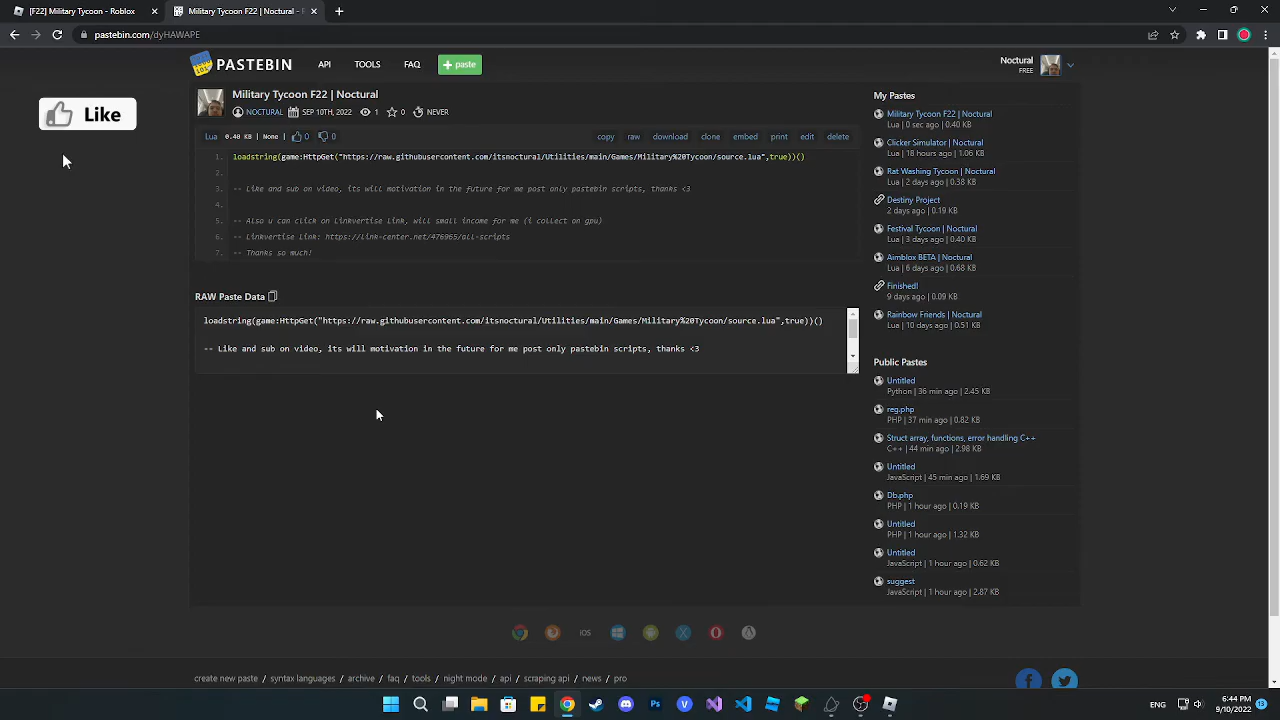 [F22] Military Tycoon - Roblox
Military Tycoon F22 | Noctural - 
pastebin.com/dyHAWAPE
PASTEBIN
API
TOOLS
FAQ
paste
Noctural
FREE
Like
Military Tycoon F22 | Noctural
NOCTURAL
SEP 10TH, 2022
1
0
NEVER
Lua 0.40 KB | None | 0 0
copy raw download clone embed print edit delete
1. loadstring(game:HttpGet("https://raw.githubusercontent.com/itsnoctural/Utilities/main/Games/Military%20Tycoon/source.lua",true))()
2.
3. -- Like and sub on video, its will motivation in the future for me post only pastebin scripts, thanks <3
4.
5. -- Also u can click on linkvertise link, will small income for me (i collect on gpu)
6. -- Linkvertise Link: https://link-center.net/476965/all-scripts
7. -- Thanks so much!
RAW Paste Data
loadstring(game:HttpGet("https://raw.githubusercontent.com/itsnoctural/Utilities/main/Games/Military%20Tycoon/source.lua",true))()
-- Like and sub on video, its will motivation in the future for me post only pastebin scripts, thanks <3
My Pastes
Military Tycoon F22 | Noctural
Lua | 0 sec ago | 0.40 KB
Clicker Simulator | Noctural
Lua | 18 hours ago | 1.06 KB
Rat Washing Tycoon | Noctural
Lua | 2 days ago | 0.38 KB
Destiny Project
2 days ago | 0.19 KB
Festival Tycoon | Noctural
Lua | 3 days ago | 0.40 KB
Aimblox BETA | Noctural
Lua | 6 days ago | 0.68 KB
Finished!
9 days ago | 0.09 KB
Rainbow Friends | Noctural
Lua | 10 days ago | 0.51 KB
Public Pastes
Untitled
Python | 36 min ago | 2.45 KB
reg.php
PHP | 37 min ago | 0.82 KB
Struct array, functions, error handling C++
C++ | 44 min ago | 2.98 KB
Untitled
JavaScript | 45 min ago | 1.69 KB
Db.php
PHP | 1 hour ago | 0.19 KB
Untitled
PHP | 1 hour ago | 1.32 KB
Untitled
JavaScript | 1 hour ago | 0.62 KB
suggest
JavaScript | 1 hour ago | 2.87 KB
iOS
create new paste / syntax languages / archive / faq / tools / night mode / api / scraping api / news / pro
ENG
6:44 PM
9/10/2022